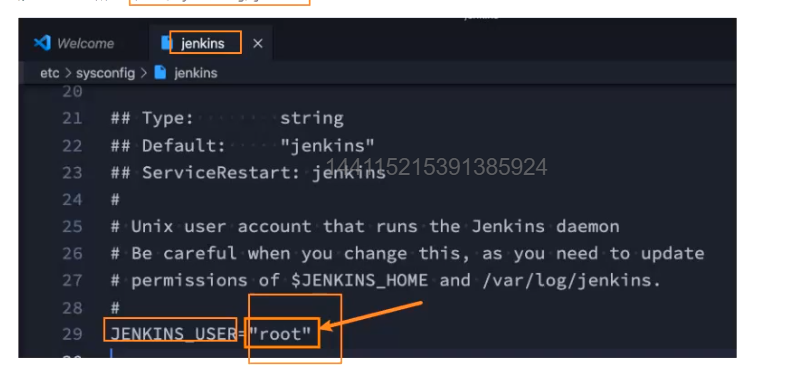 Welcome
jenkins
etc > sysconfig > jenkins
20
21 ## Type: string
22 ## Default: "jenkins"
23 ## ServiceRestart: jenkins
144115215391385924
24 #
25 # Unix user account that runs the Jenkins daemon
26 # Be careful when you change this, as you need to update
27 # permissions of $JENKINS_HOME and /var/log/jenkins.
28 #
29 JENKINS_USER="root"